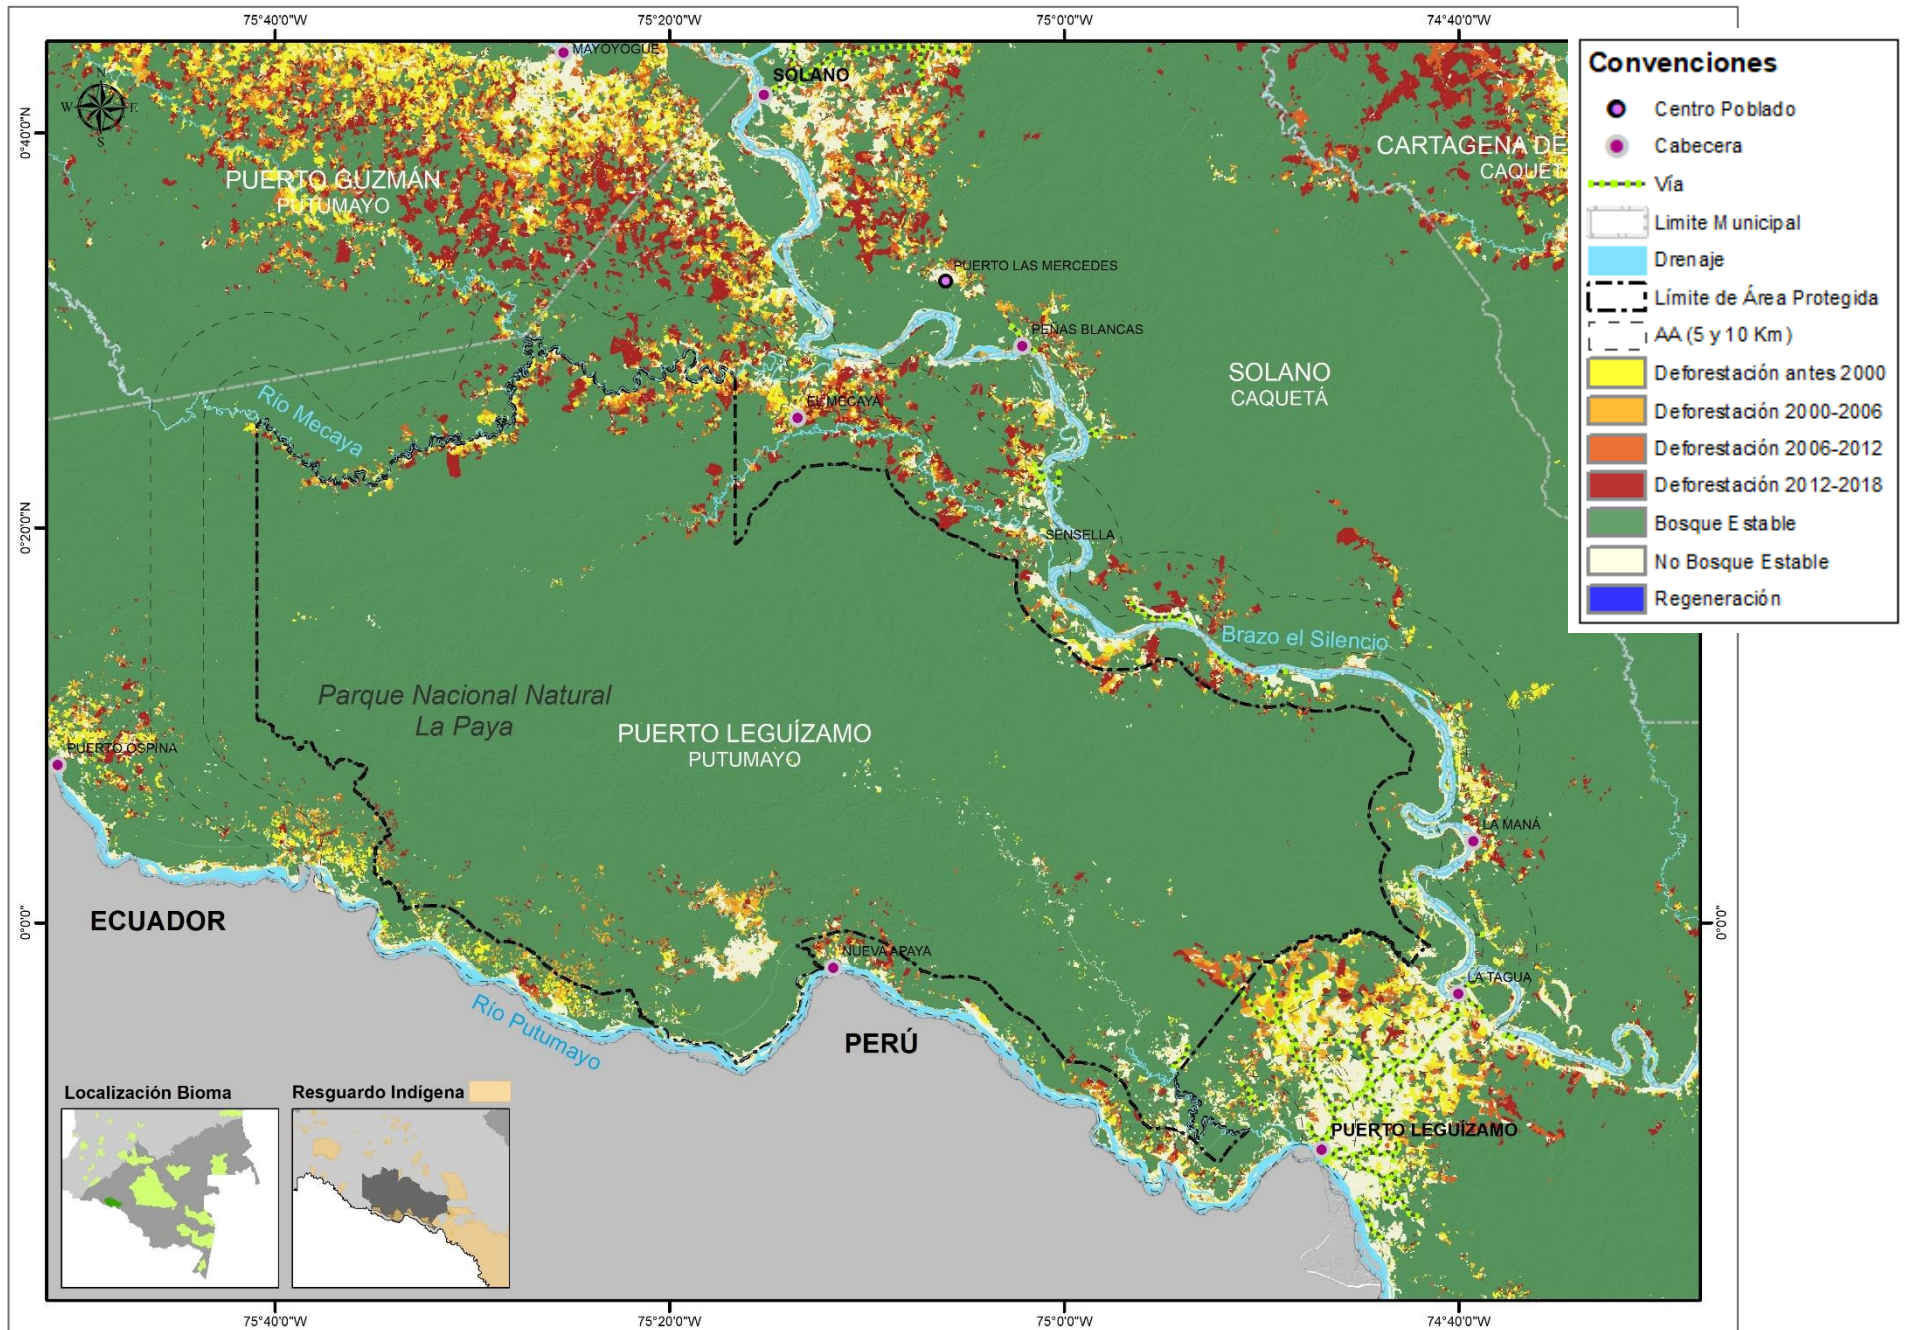 75°40'0"W
75°20'0"W
75°0'0"W
74°40'0"W
MAYOYOGUE
SOLANO
N
W
E
S
0°40'0"N
PUERTO GUZMÁN
PUTUMAYO
CARTAGENA DE
CAQUET
PUERTO LAS MERCEDES
PEÑAS BLANCAS
SOLANO
CAQUETÁ
Río Mecaya
EL MECAYA
0°20'0"N
SENSELLA
Brazo el Silencio
Parque Nacional Natural
La Paya
PUERTO LEGUÍZAMO
PUTUMAYO
PUERTO OSPINA
LA MANÁ
0°0'0"
ECUADOR
0°0'0"
NUEVA APAYA
LA TAGUA
Río Putumayo
PERÚ
PUERTO LEGUÍZAMO
Localización Bioma
Resguardo Indígena
75°40'0"W
75°20'0"W
75°0'0"W
74°40'0"W
Convenciones
Centro Poblado
Cabecera
Vía
Limite Municipal
Drenaje
Límite de Área Protegida
AA (5 y 10 Km)
Deforestación antes 2000
Deforestación 2000-2006
Deforestación 2006-2012
Deforestación 2012-2018
Bosque Estable
No Bosque Estable
Regeneración